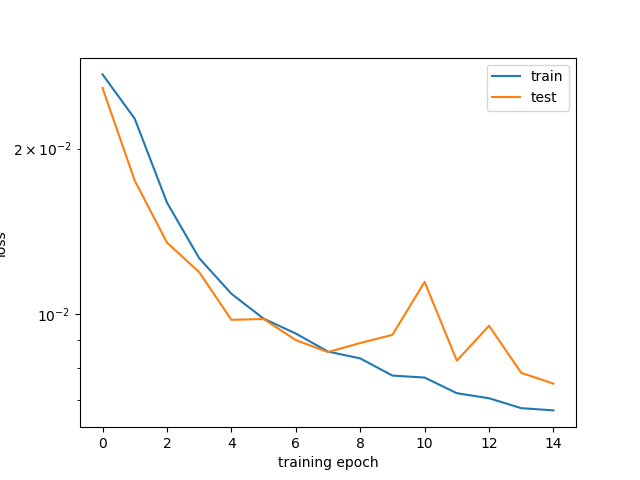 train
test
2 × 10⁻²
10⁻²
loss
0 2 4 6 8 10 12 14
training epoch